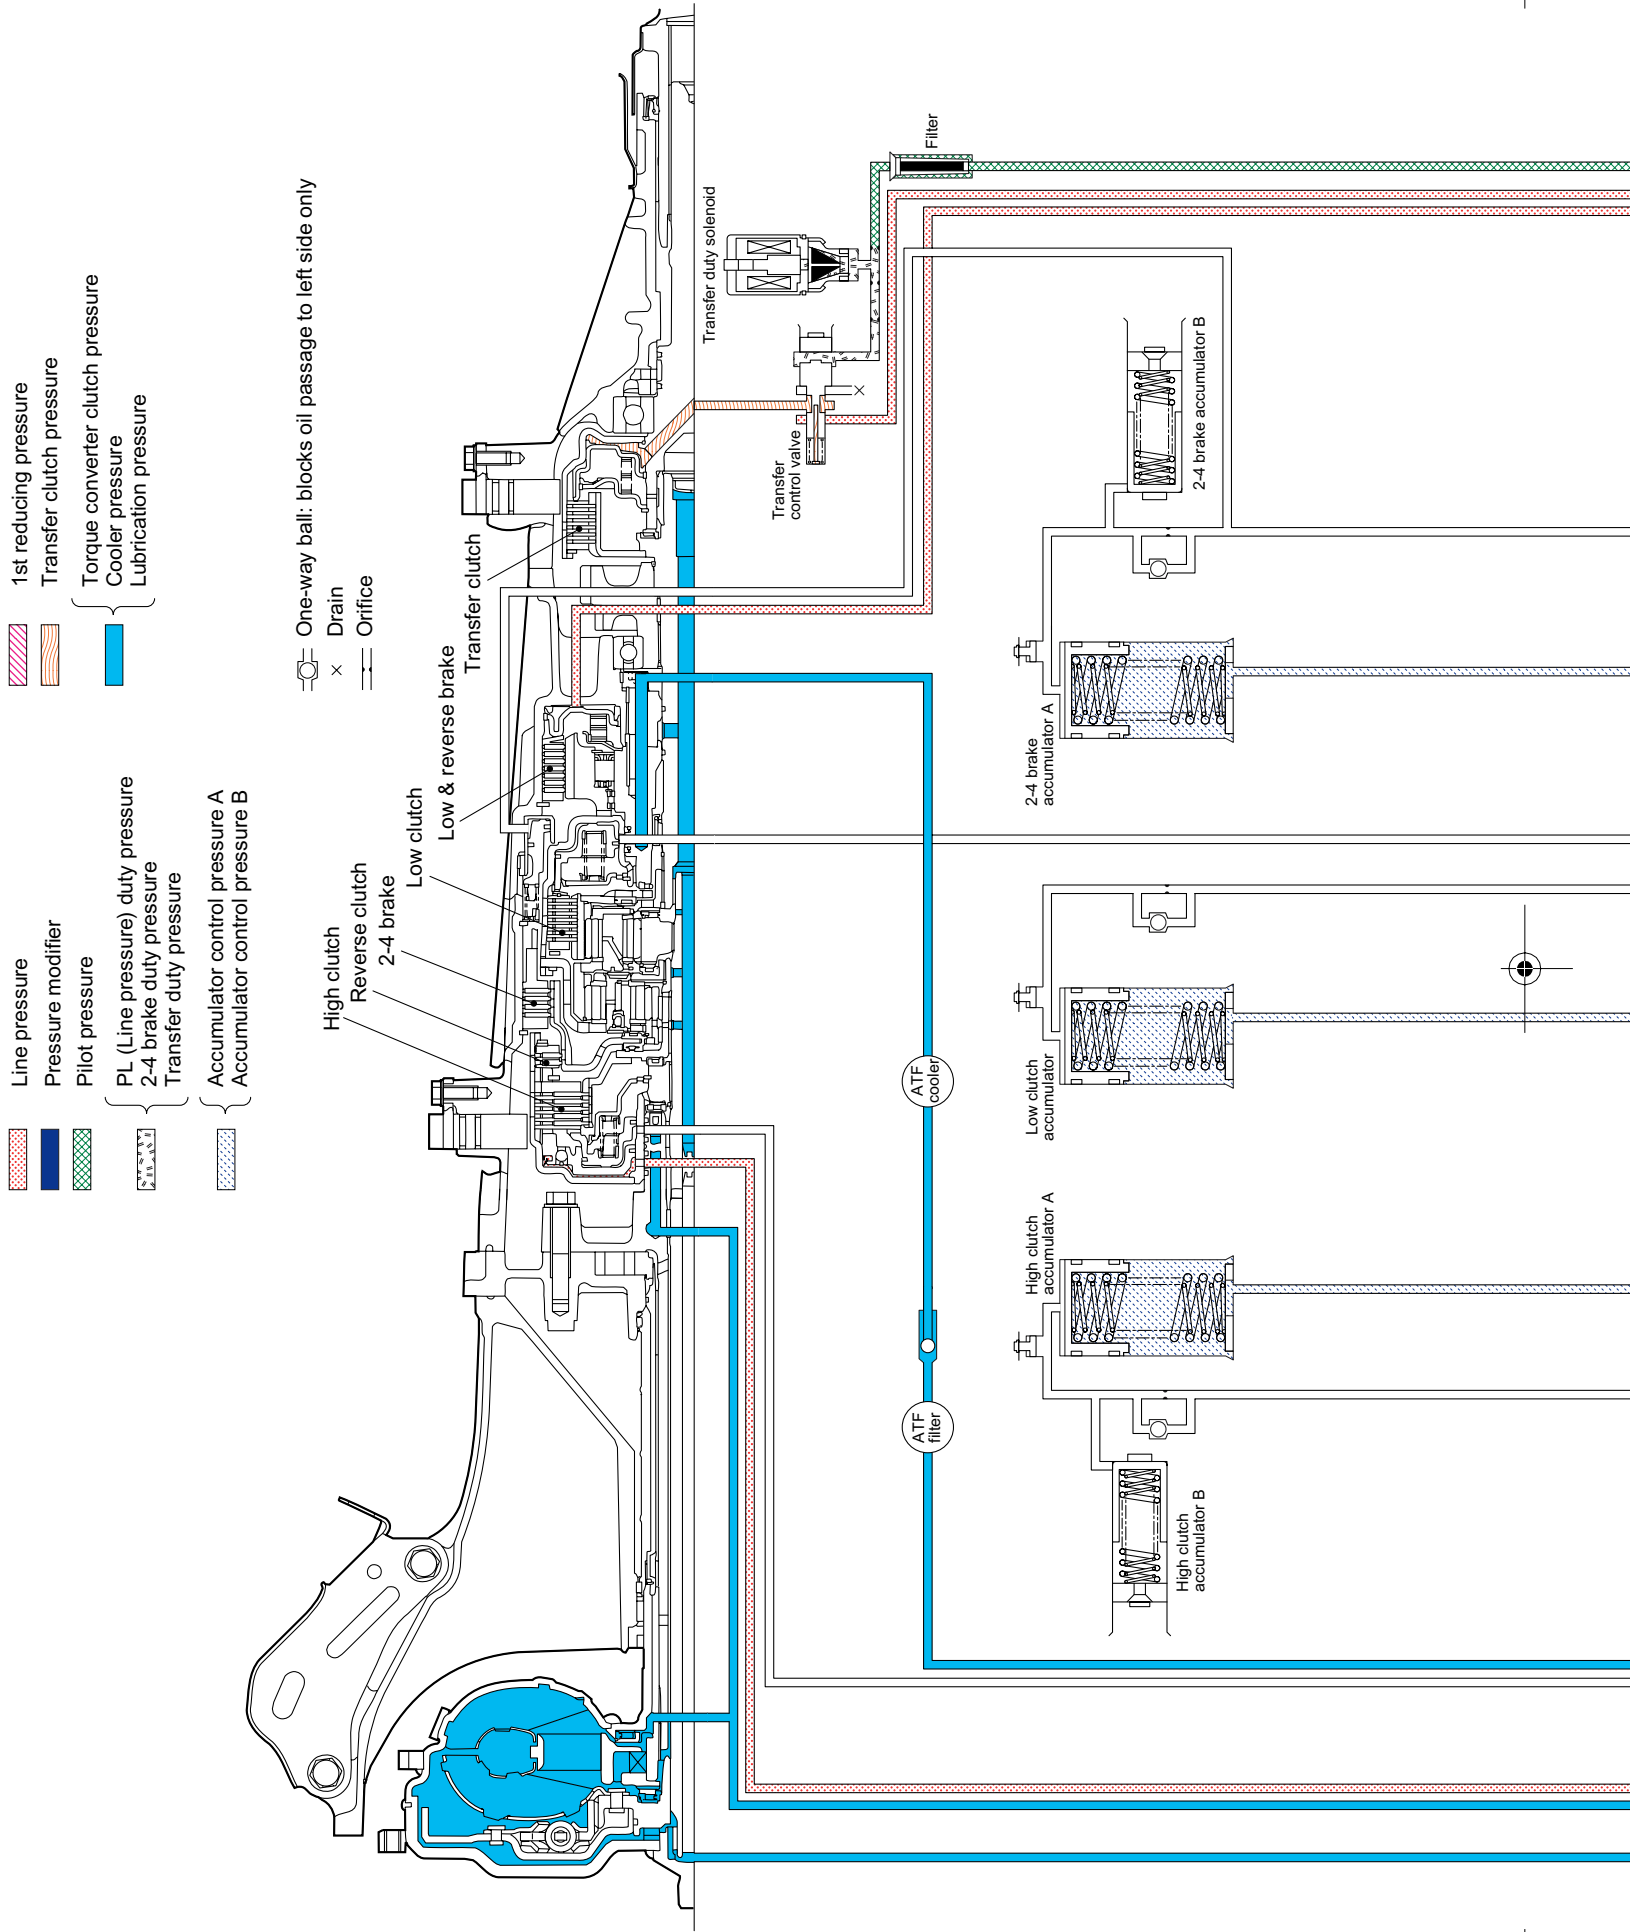 Line pressure
Pressure modifier
Pilot pressure
PL (Line pressure) duty pressure
2-4 brake duty pressure
Transfer duty pressure
Accumulator control pressure A
Accumulator control pressure B
1st reducing pressure
Transfer clutch pressure
Torque converter clutch pressure
Cooler pressure
Lubrication pressure
One-way ball: blocks oil passage to left side only
Drain
Orifice
High clutch
Reverse clutch
2-4 brake
Low clutch
Low & reverse brake
Transfer clutch
Transfer duty solenoid
Filter
Transfer
control valve
ATF
filter
ATF
cooler
High clutch
accumulator B
High clutch
accumulator A
Low clutch
accumulator
2-4 brake
accumulator A
2-4 brake accumulator B